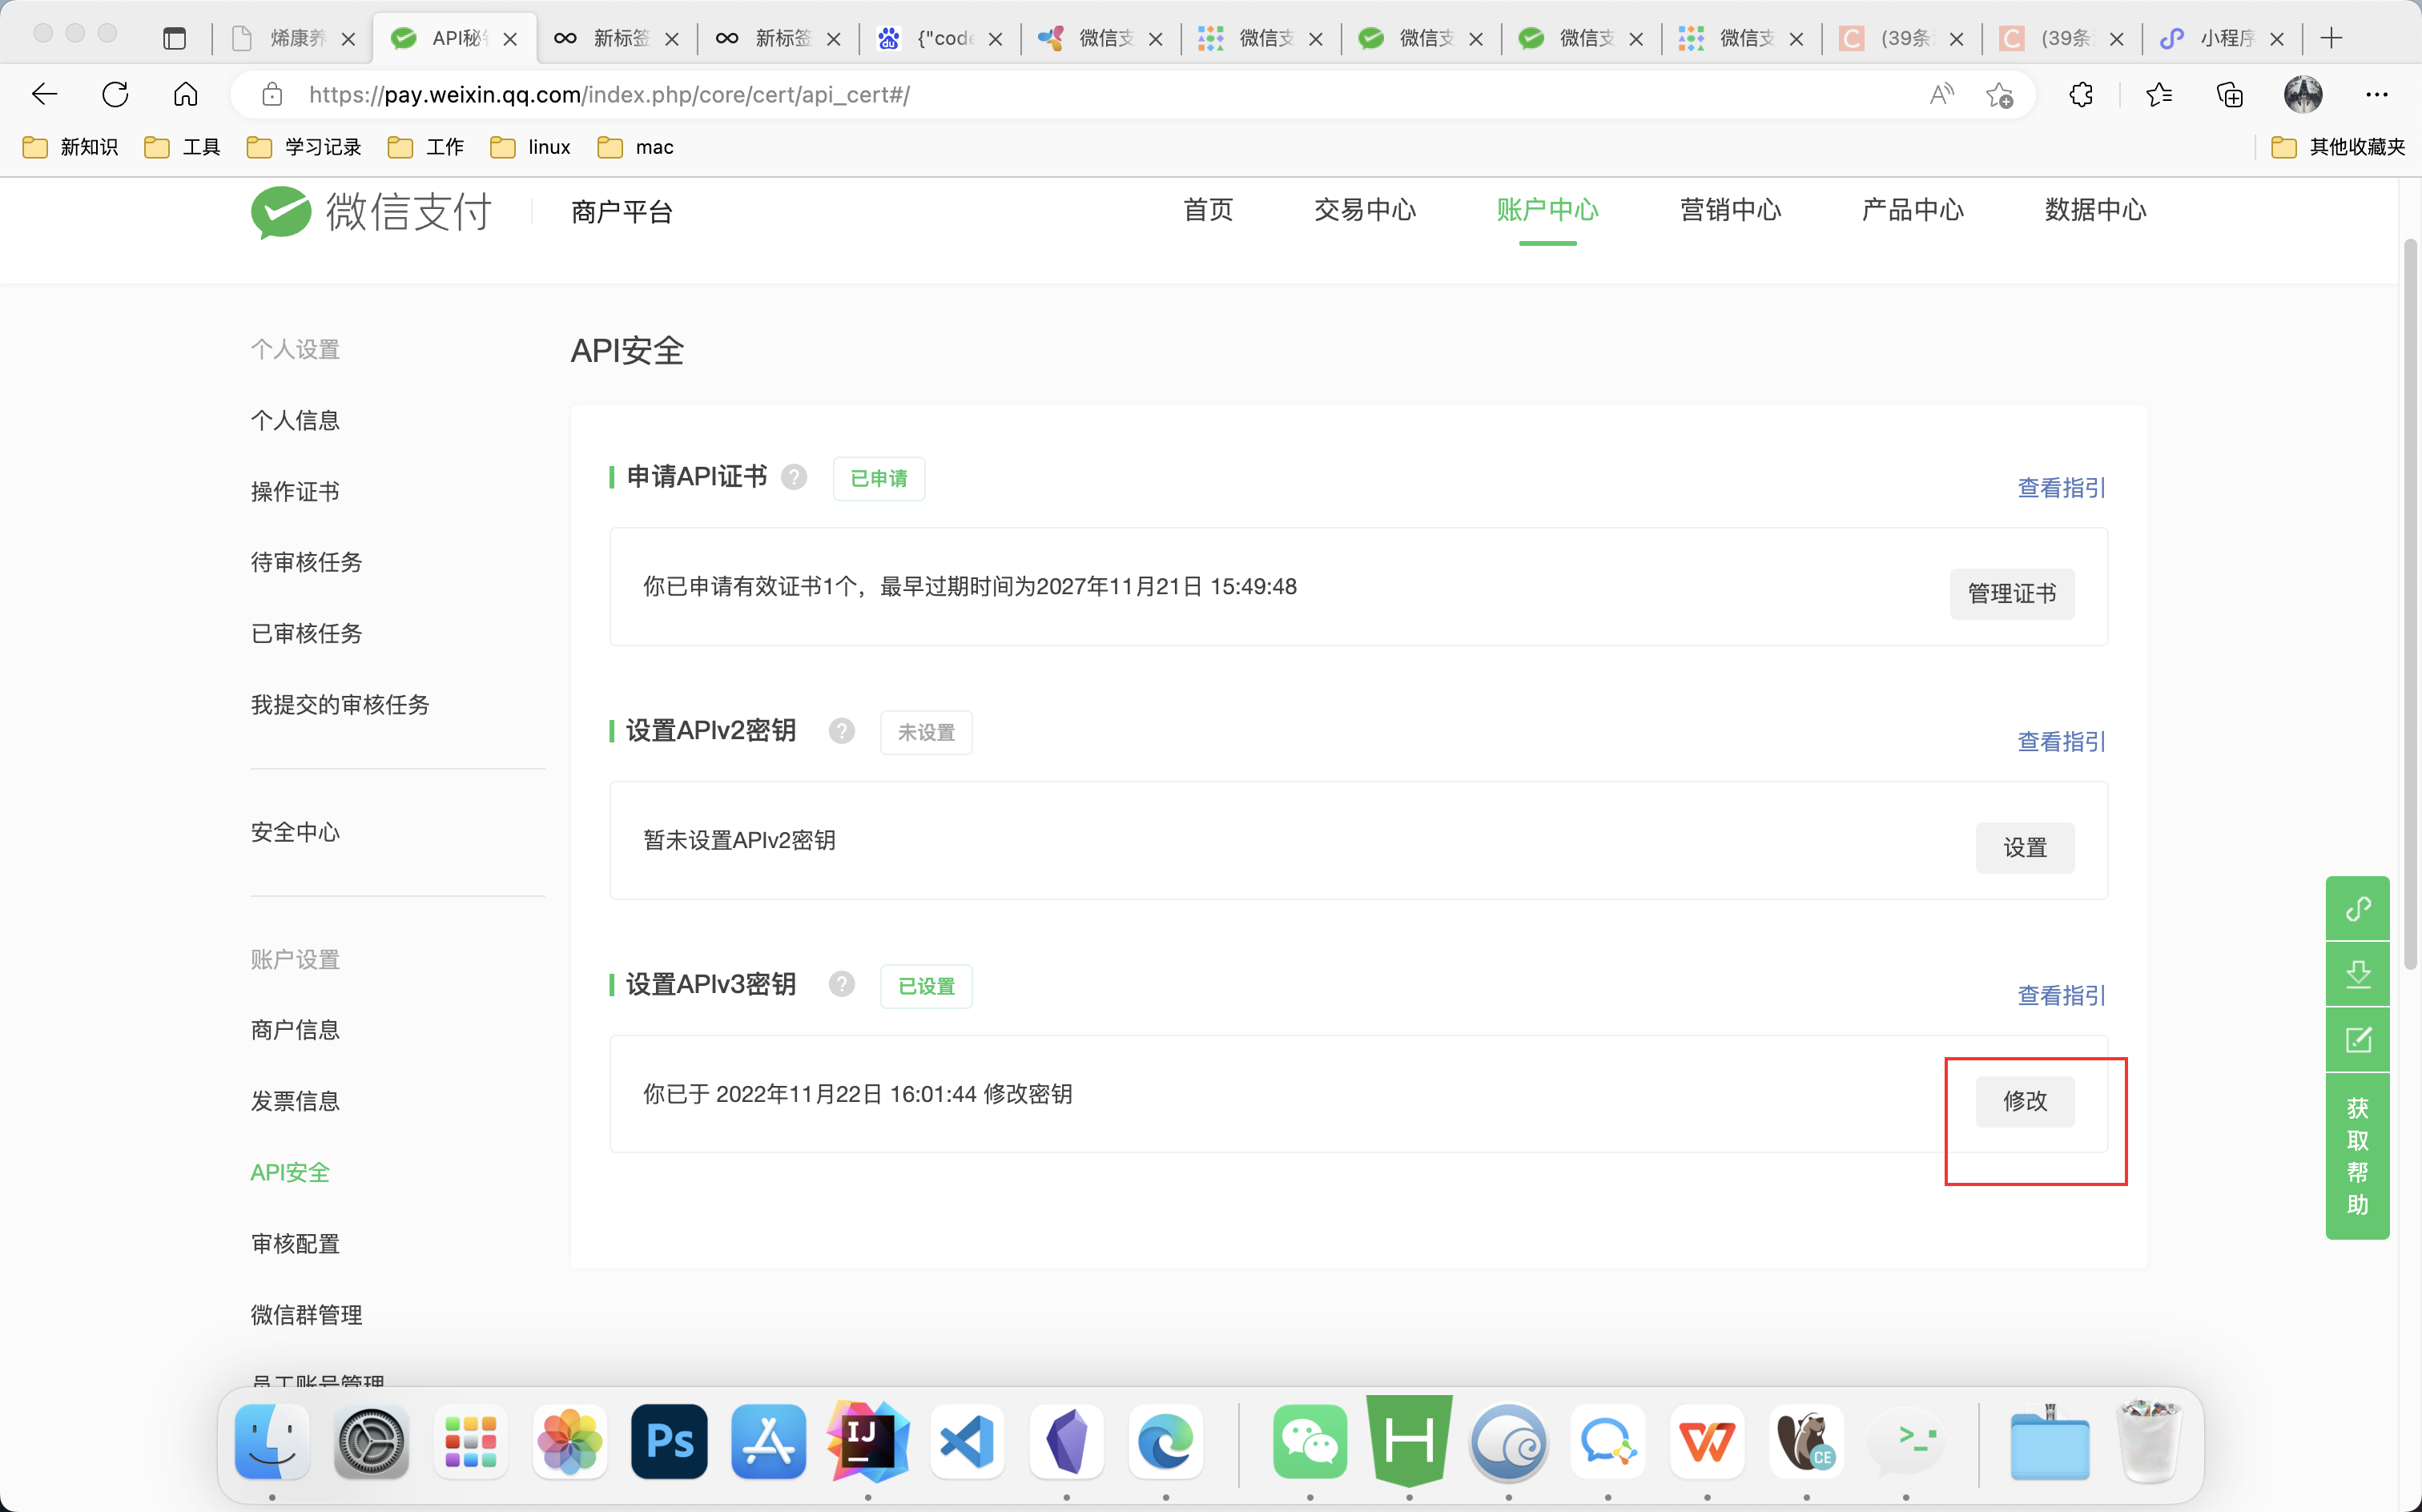 烯康养 API秘钥 新标签 新标签 {"code 微信支 微信支 微信支 微信支 微信支 (39条 (39条 小程序
https://pay.weixin.qq.com/index.php/core/cert/api_cert#/
新知识 工具 学习记录 工作 linux mac 其他收藏夹
微信支付 商户平台 首页 交易中心 账户中心 营销中心 产品中心 数据中心
个人设置
个人信息
操作证书
待审核任务
已审核任务
我提交的审核任务
安全中心
账户设置
商户信息
发票信息
API安全
审核配置
微信群管理
员工账号管理
API安全
申请API证书 ? 已申请 查看指引
你已申请有效证书1个，最早过期时间为2027年11月21日 15:49:48 管理证书
设置APIv2密钥 ? 未设置 查看指引
暂未设置APIv2密钥 设置
设置APIv3密钥 ? 已设置 查看指引
你已于 2022年11月22日 16:01:44 修改密钥 修改
获
取
帮
助
Ps IJ H W CE >_